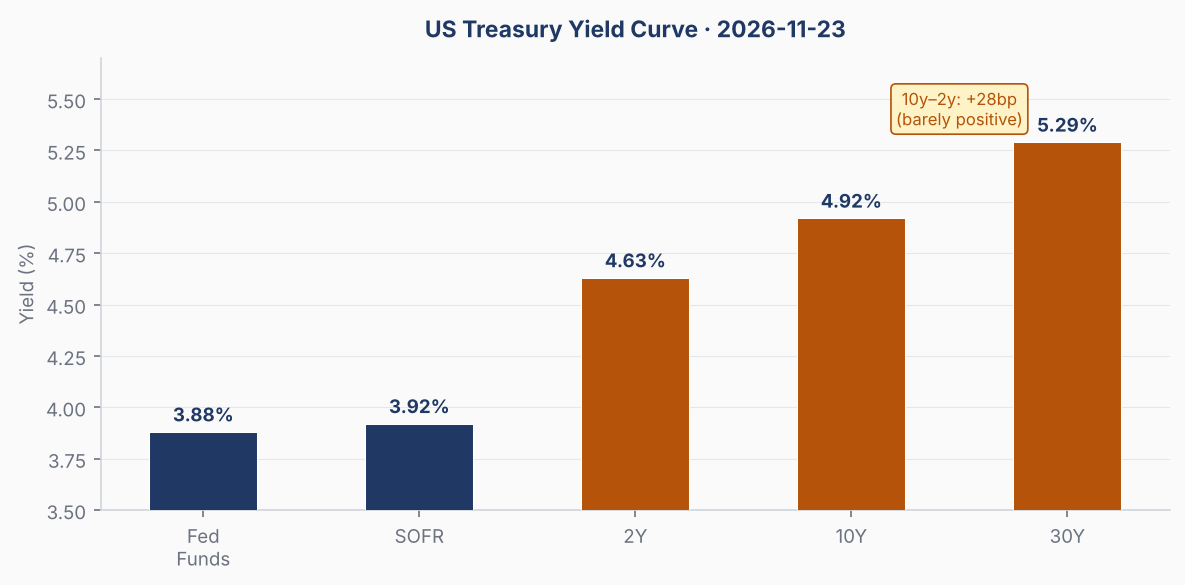 US Treasury Yield Curve · 2026-11-23
Yield (%)
5.50
5.25
5.00
4.75
4.50
4.25
4.00
3.75
3.50
10y–2y: +28bp
(barely positive)
3.88%
3.92%
4.63%
4.92%
5.29%
Fed
Funds
SOFR
2Y
10Y
30Y